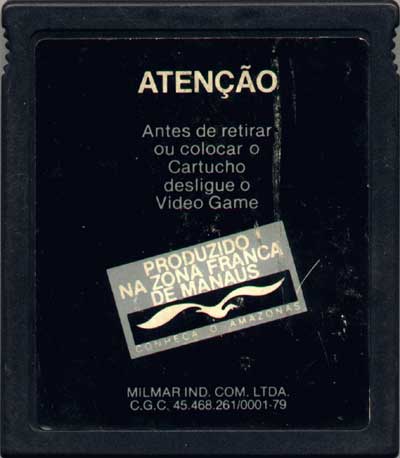 ATENÇÃO
Antes de retirar
ou colocar o
Cartucho
desligue o
Video Game
PRODUZIDO
NA ZONA FRANCA
DE MANAUS
CONHEÇA O AMAZONAS
MILMAR IND. COM. LTDA.
C.G.C. 45.468.261/0001-79